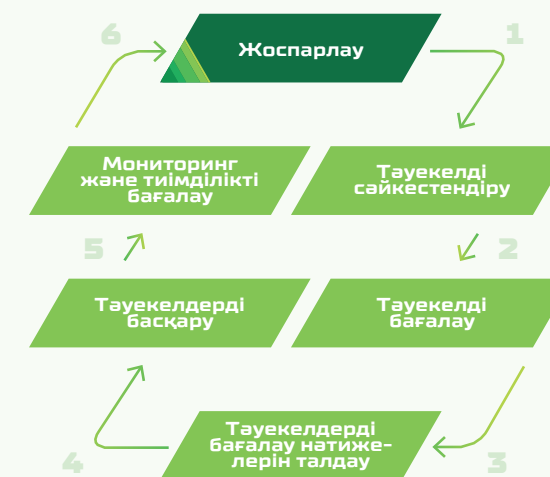 6
Жоспарлау
1
Мониторинг
және тиімділікті
бағалау
Тәуекелді
сәйкестендіру
5
2
Тәуекелдерді
басқару
Тәуекелді
бағалау
Тәуекелдерді
бағалау нәтиже-
лерін талдау
4
3